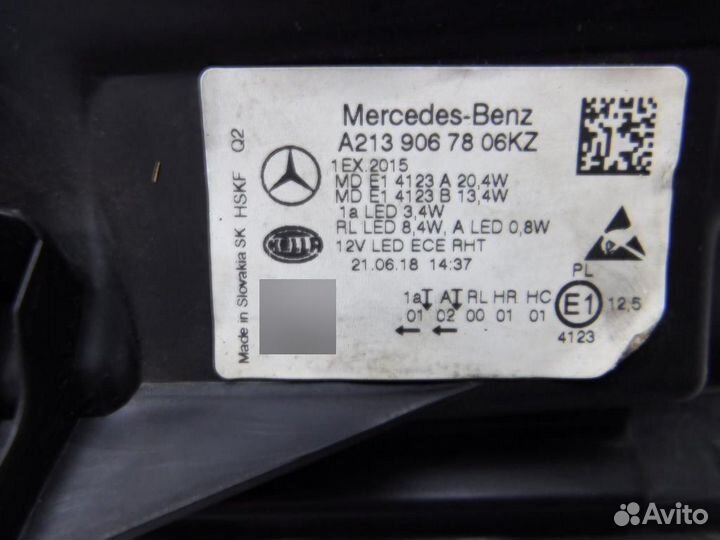 Mercedes-Benz
A213 906 78 06KZ
1EX.2015
MD E1 4123 A 20,4W
MD E1 4123 B 13,4W
1a LED 3,4W
RL LED 8,4W, A LED 0,8W
12V LED ECE RHT
21.06.18 14:37
HELLA
Made in Slovakia SK HSKF Q2
1a A RL HR HC
01 02 00 01 01
PL
E1
12,5
4123
Avito